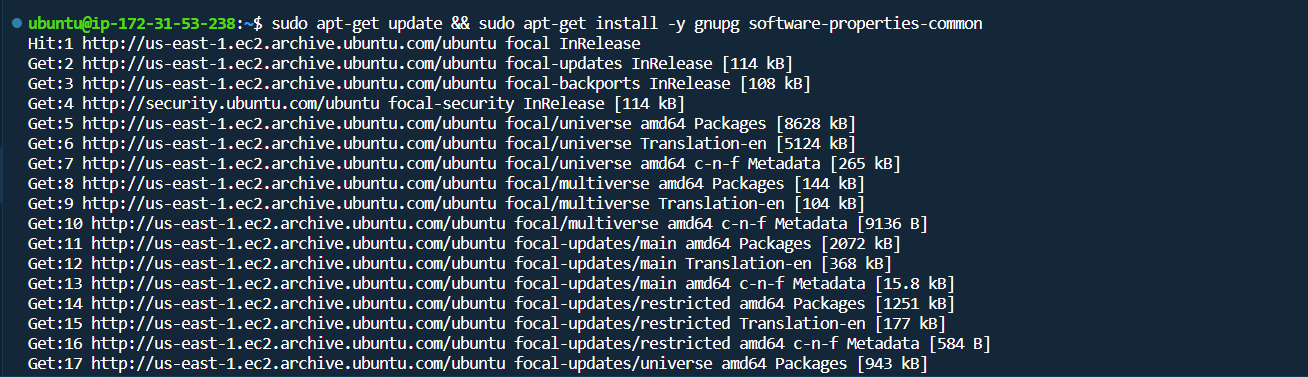 ubuntu@ip-172-31-53-238:~$ sudo apt-get update && sudo apt-get install -y gnupg software-properties-common
Hit:1 http://us-east-1.ec2.archive.ubuntu.com/ubuntu focal InRelease
Get:2 http://us-east-1.ec2.archive.ubuntu.com/ubuntu focal-updates InRelease [114 kB]
Get:3 http://us-east-1.ec2.archive.ubuntu.com/ubuntu focal-backports InRelease [108 kB]
Get:4 http://security.ubuntu.com/ubuntu focal-security InRelease [114 kB]
Get:5 http://us-east-1.ec2.archive.ubuntu.com/ubuntu focal/universe amd64 Packages [8628 kB]
Get:6 http://us-east-1.ec2.archive.ubuntu.com/ubuntu focal/universe Translation-en [5124 kB]
Get:7 http://us-east-1.ec2.archive.ubuntu.com/ubuntu focal/universe amd64 c-n-f Metadata [265 kB]
Get:8 http://us-east-1.ec2.archive.ubuntu.com/ubuntu focal/multiverse amd64 Packages [144 kB]
Get:9 http://us-east-1.ec2.archive.ubuntu.com/ubuntu focal/multiverse Translation-en [104 kB]
Get:10 http://us-east-1.ec2.archive.ubuntu.com/ubuntu focal/multiverse amd64 c-n-f Metadata [9136 B]
Get:11 http://us-east-1.ec2.archive.ubuntu.com/ubuntu focal-updates/main amd64 Packages [2072 kB]
Get:12 http://us-east-1.ec2.archive.ubuntu.com/ubuntu focal-updates/main Translation-en [368 kB]
Get:13 http://us-east-1.ec2.archive.ubuntu.com/ubuntu focal-updates/main amd64 c-n-f Metadata [15.8 kB]
Get:14 http://us-east-1.ec2.archive.ubuntu.com/ubuntu focal-updates/restricted amd64 Packages [1251 kB]
Get:15 http://us-east-1.ec2.archive.ubuntu.com/ubuntu focal-updates/restricted Translation-en [177 kB]
Get:16 http://us-east-1.ec2.archive.ubuntu.com/ubuntu focal-updates/restricted amd64 c-n-f Metadata [584 B]
Get:17 http://us-east-1.ec2.archive.ubuntu.com/ubuntu focal-updates/universe amd64 Packages [943 kB]